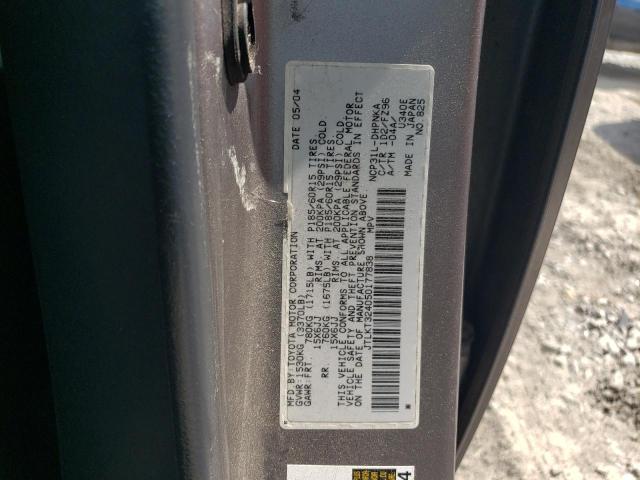 MFD.BY:TOYOTA MOTOR CORPORATION DATE 05/04
GVWR:1530KG (3370LB)
GAWR:FRT 780KG (1715LB) WITH P185/60R15 TIRES
15X6JJ RIMS, AT 200KPA (29PSI) COLD
RR 760KG (1675LB) WITH P185/60R15 TIRES
15X6JJ RIMS, AT 200KPA (29PSI) COLD
THIS VEHICLE CONFORMS TO ALL APPLICABLE FEDERAL MOTOR
VEHICLE SAFETY AND THEFT PREVENTION STANDARDS IN EFFECT
ON THE DATE OF MANUFACTURE SHOWN ABOVE.
JTLKT324050177838 MPV
NCP31L-DHPNKA
C/TR 1D2/FZ96
A/TM -04A/ U340E
MADE IN JAPAN
NO.825
4